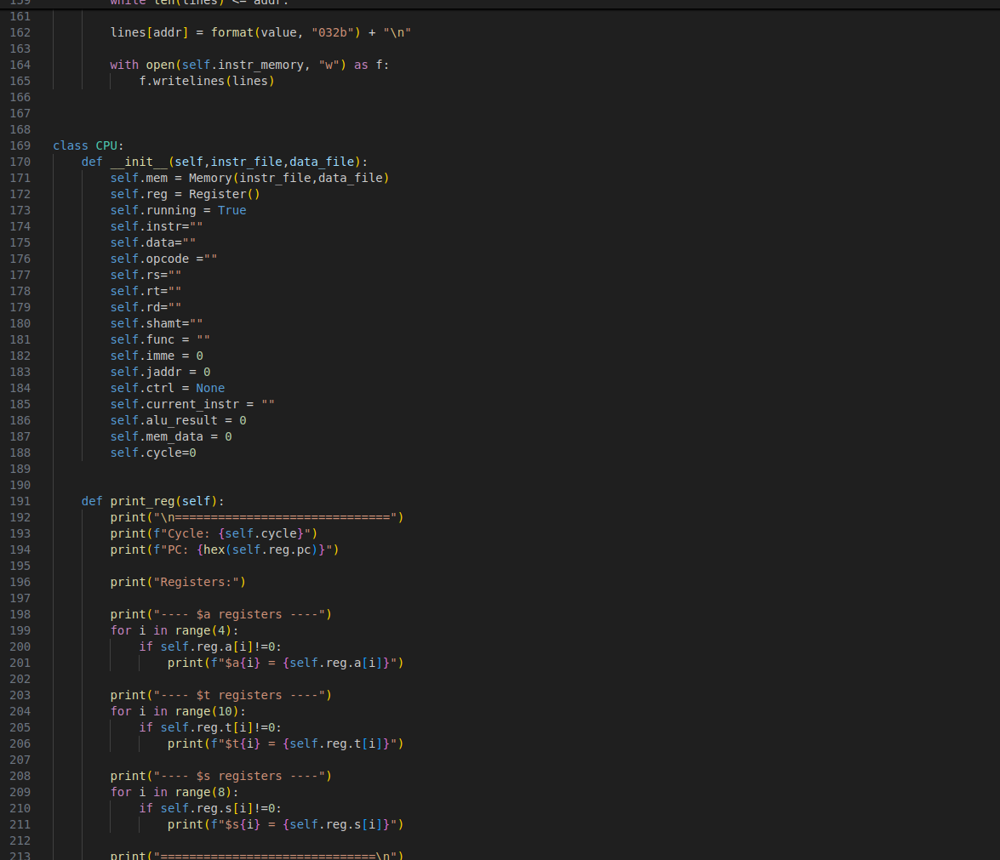 159 while len(lines) <= addr:
161
162 lines[addr] = format(value, "032b") + "\n"
163
164 with open(self.instr_memory, "w") as f:
165 f.writelines(lines)
166
167
168
169 class CPU:
170 def __init__(self,instr_file,data_file):
171 self.mem = Memory(instr_file,data_file)
172 self.reg = Register()
173 self.running = True
174 self.instr=""
175 self.data=""
176 self.opcode =""
177 self.rs=""
178 self.rt=""
179 self.rd=""
180 self.shamt=""
181 self.func = ""
182 self.imme = 0
183 self.jaddr = 0
184 self.ctrl = None
185 self.current_instr = ""
186 self.alu_result = 0
187 self.mem_data = 0
188 self.cycle=0
189
190
191 def print_reg(self):
192 print("\n==============================")
193 print(f"Cycle: {self.cycle}")
194 print(f"PC: {hex(self.reg.pc)}")
195
196 print("Registers:")
197
198 print("---- $a registers ----")
199 for i in range(4):
200 if self.reg.a[i]!=0:
201 print(f"$a{i} = {self.reg.a[i]}")
202
203 print("---- $t registers ----")
204 for i in range(10):
205 if self.reg.t[i]!=0:
206 print(f"$t{i} = {self.reg.t[i]}")
207
208 print("---- $s registers ----")
209 for i in range(8):
210 if self.reg.s[i]!=0:
211 print(f"$s{i} = {self.reg.s[i]}")
212
213 print("==============================\n")